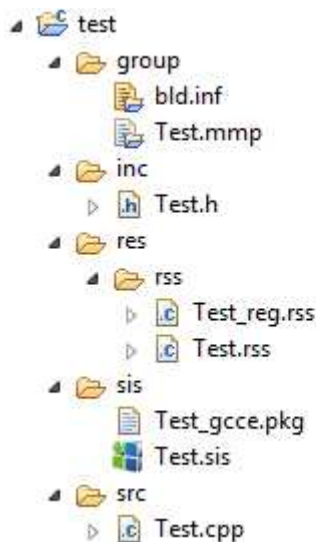 test
group
bld.inf
Test.mmp
inc
Test.h
res
rss
Test_reg.rss
Test.rss
sis
Test_gcce.pkg
Test.sis
src
Test.cpp